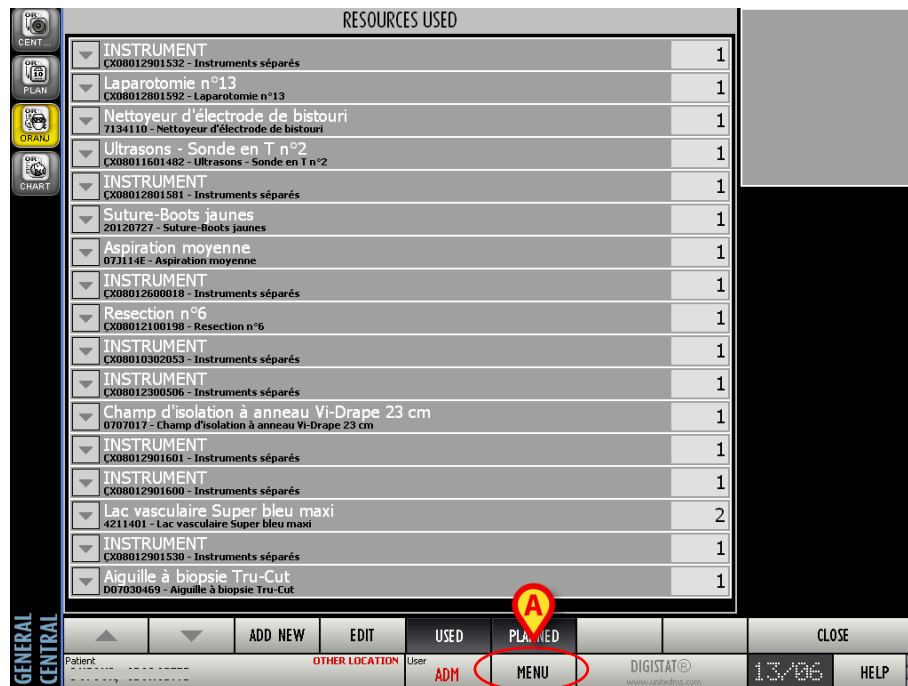 RESOURCES USED
OR
CENT...
OR
10
PLAN
OR
ORANJ
OR
CHART
INSTRUMENT
ÇX08012901532 - Instruments séparés
1
Laparotomie n°13
ÇX08012801592 - Laparotomie n°13
1
Nettoyeur d'électrode de bistouri
7134110 - Nettoyeur d'électrode de bistouri
1
Ultrasons - Sonde en T n°2
ÇX08011601482 - Ultrasons - Sonde en T n°2
1
INSTRUMENT
ÇX08012801581 - Instruments séparés
1
Suture-Boots jaunes
20120727 - Suture-Boots jaunes
1
Aspiration moyenne
07J114E - Aspiration moyenne
1
INSTRUMENT
ÇX08012600018 - Instruments séparés
1
Resection n°6
ÇX08012100198 - Resection n°6
1
INSTRUMENT
ÇX08010302053 - Instruments séparés
1
INSTRUMENT
ÇX08012300506 - Instruments séparés
1
Champ d'isolation à anneau Vi-Drape 23 cm
0707017 - Champ d'isolation à anneau Vi-Drape 23 cm
1
INSTRUMENT
ÇX08012901601 - Instruments séparés
1
INSTRUMENT
ÇX08012901600 - Instruments séparés
1
Lac vasculaire Super bleu maxi
4211401 - Lac vasculaire Super bleu maxi
2
INSTRUMENT
ÇX08012901530 - Instruments séparés
1
Aiguille à biopsie Tru-Cut
D07030469 - Aiguille à biopsie Tru-Cut
1
A
GENERAL
CENTRAL
ADD NEW EDIT USED CLOSE
Patient OTHER LOCATION User
ADM MENU DIGISTAT® 13/06 HELP
www.unitedms.com